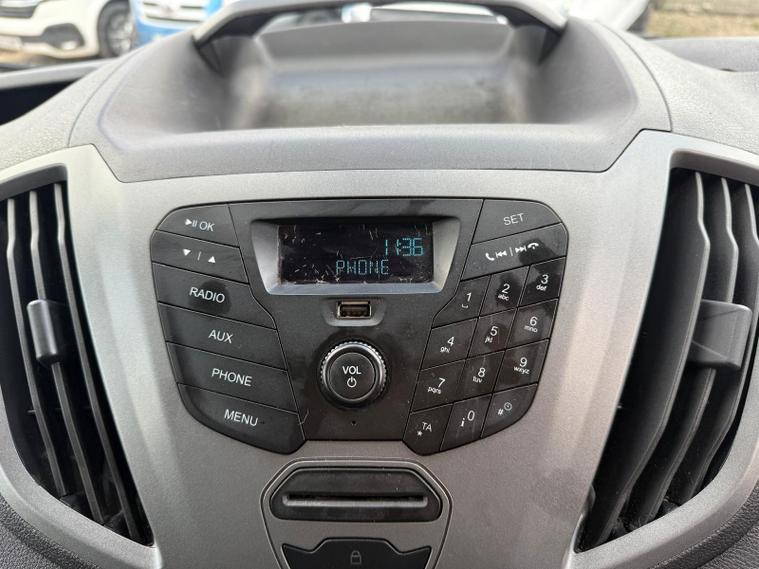 ▶II OK
▼ | ▲
RADIO
AUX
PHONE
MENU
11:36
PHONE
VOL
SET
1
2
abc
3
def
4
ghi
5
jkl
6
mno
7
pqrs
8
tuv
9
wxyz
* TA
i 0
#